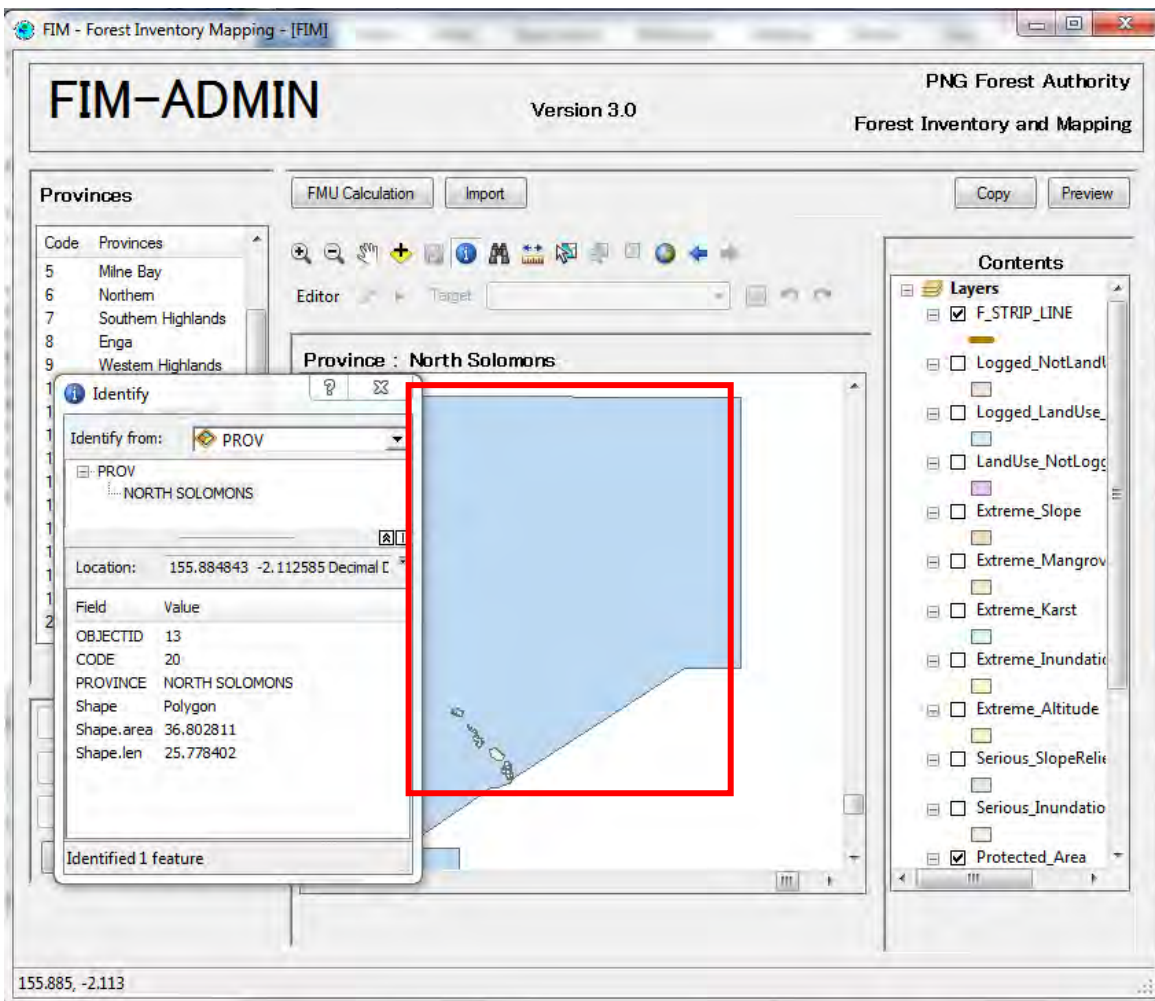 FIM - Forest Inventory Mapping - [FIM]
FIM-ADMIN
Version 3.0
PNG Forest Authority
Forest Inventory and Mapping
Provinces
FMU Calculation
Import
Copy
Preview
Code Provinces
5 Milne Bay
6 Northern
7 Southern Highlands
8 Enga
9 Western Highlands
Editor
Target
Province : North Solomons
Identify
Identify from: PROV
PROV
NORTH SOLOMONS
Location: 155.884843 -2.112585 Decimal D
Field Value
OBJECTID 13
CODE 20
PROVINCE NORTH SOLOMONS
Shape Polygon
Shape.area 36.802811
Shape.len 25.778402
Identified 1 feature
Contents
Layers
F_STRIP_LINE
Logged_NotLandU
Logged_LandUse_
LandUse_NotLogg
Extreme_Slope
Extreme_Mangrov
Extreme_Karst
Extreme_Inundatio
Extreme_Altitude
Serious_SlopeRelie
Serious_Inundatio
Protected_Area
155.885, -2.113